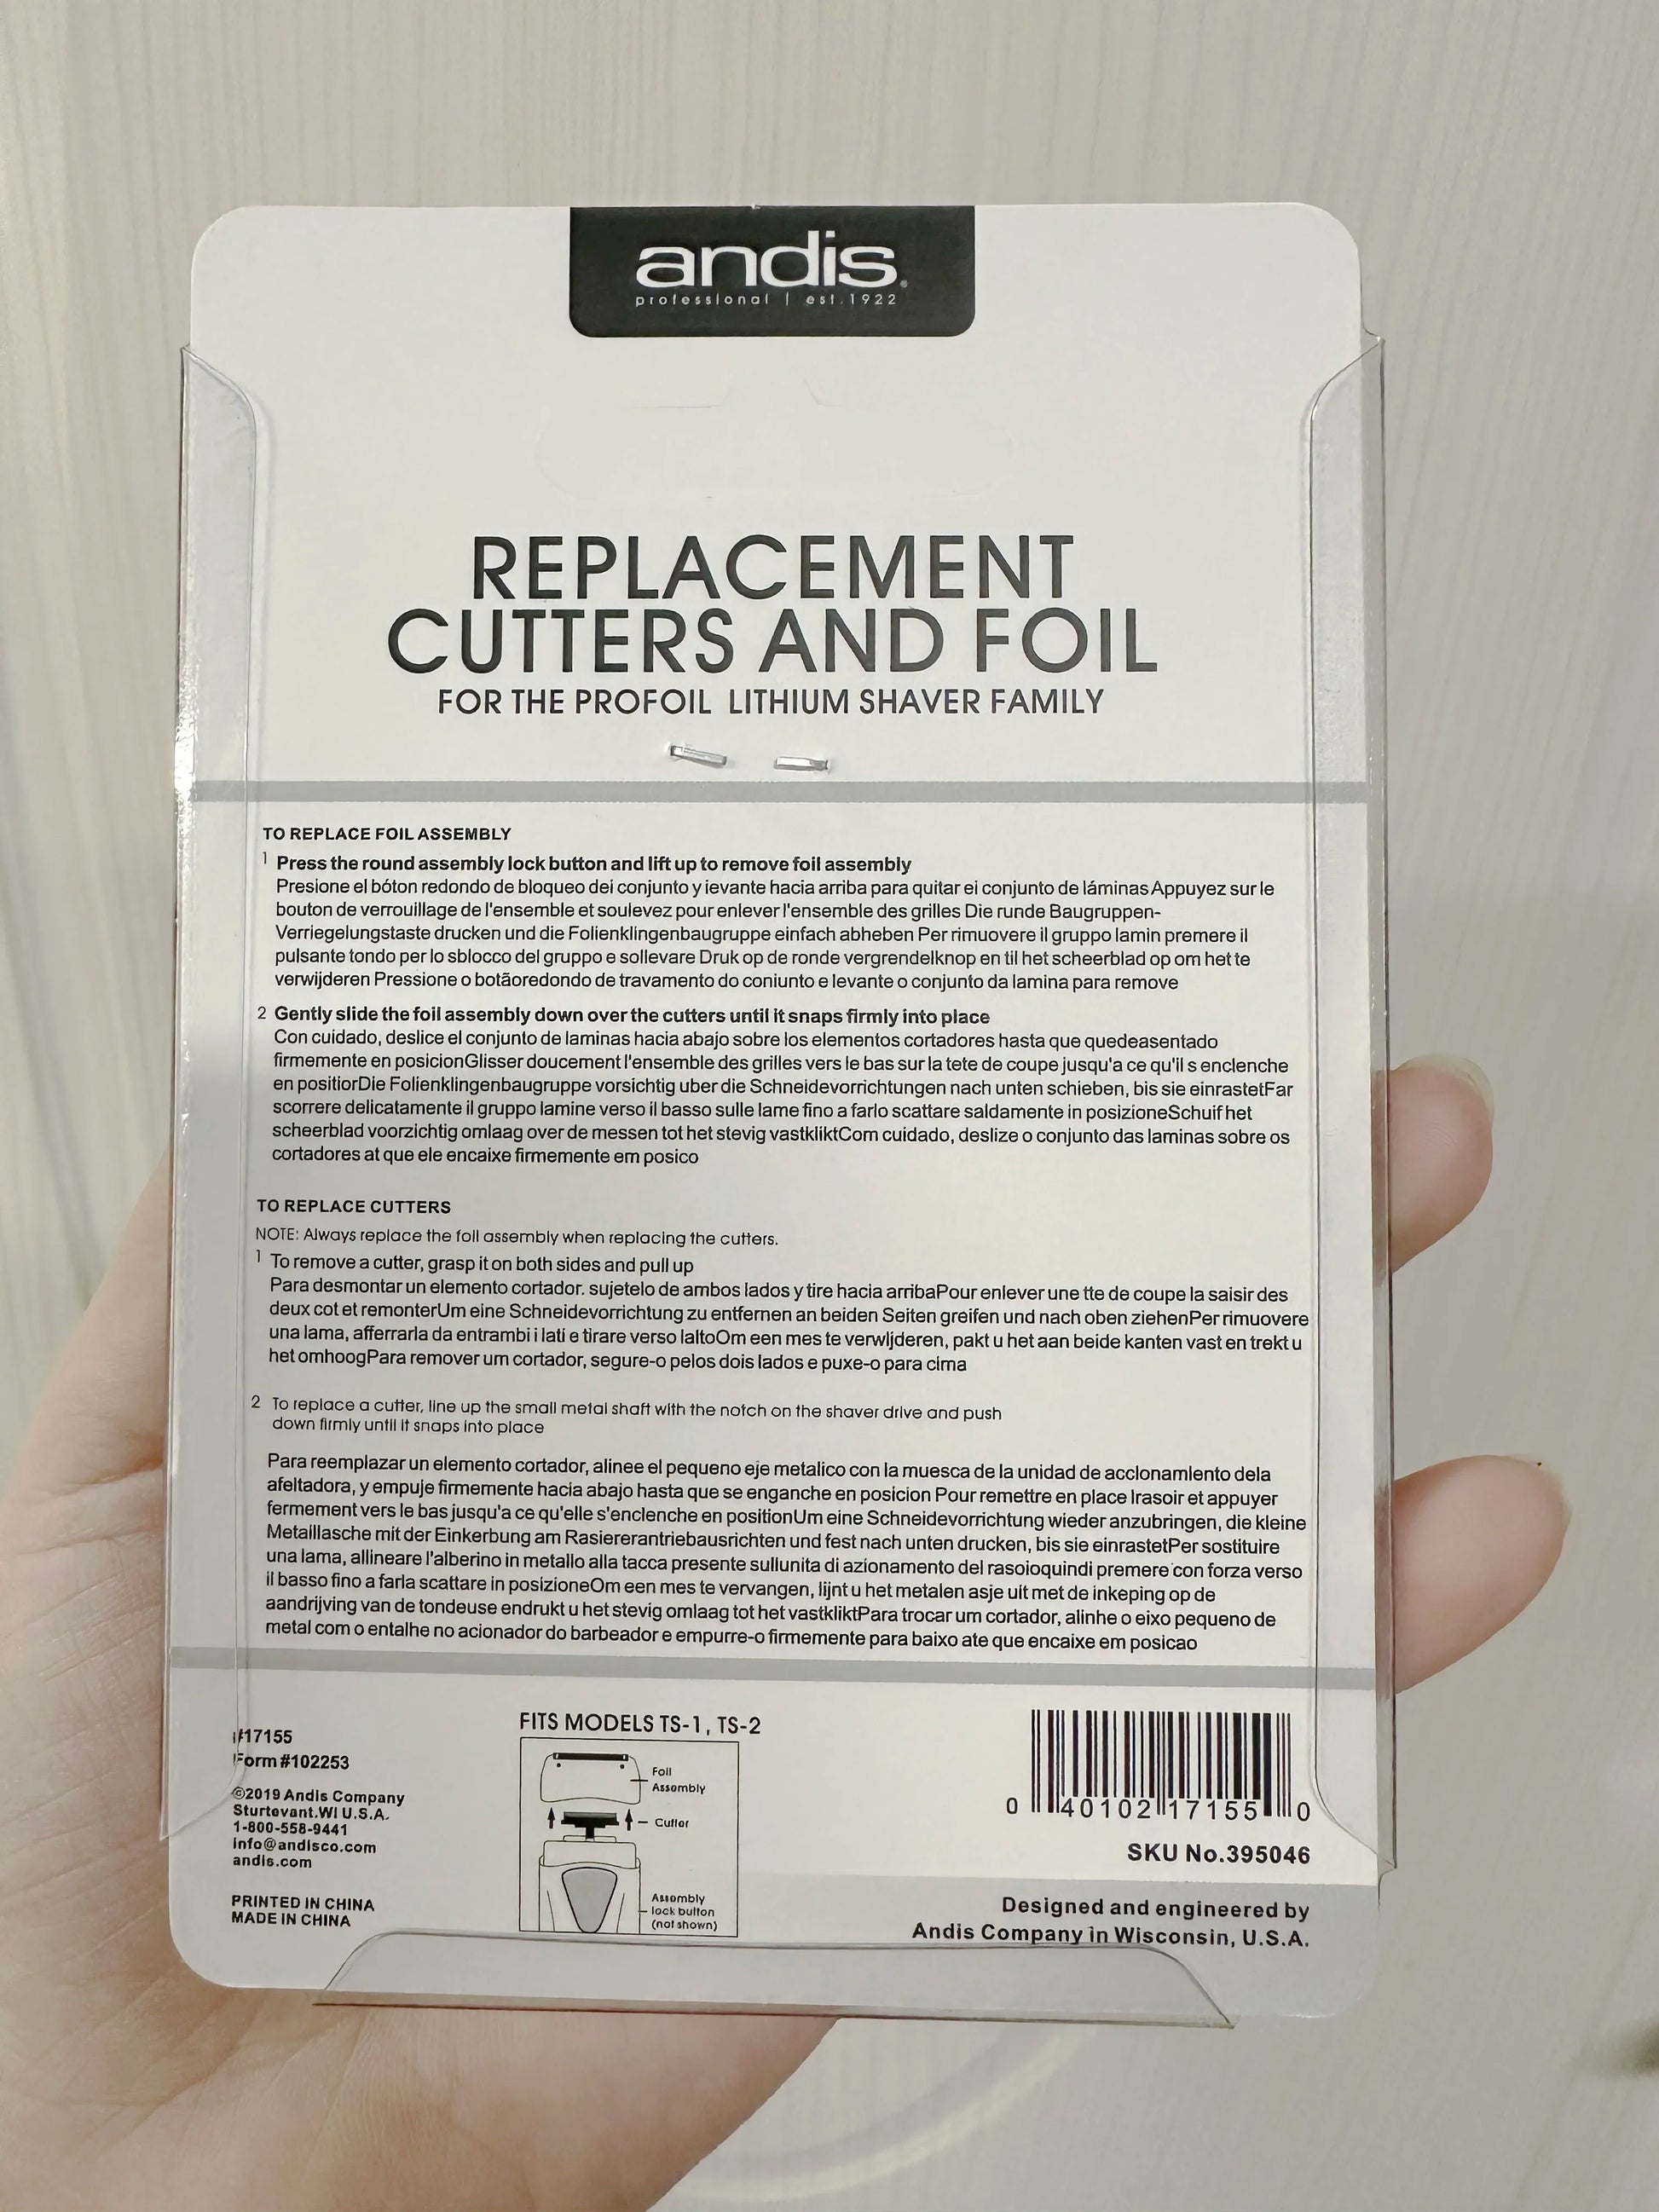 andis®
professional | est.1922
REPLACEMENT
CUTTERS AND FOIL
FOR THE PROFOIL LITHIUM SHAVER FAMILY
TO REPLACE FOIL ASSEMBLY
1 Press the round assembly lock button and lift up to remove foil assembly
Presione el bóton redondo de bloqueo dei conjunto y ievante hacia arriba para quitar ei conjunto de láminas Appuyez sur le
bouton de verrouillage de l'ensemble et soulevez pour enlever l'ensemble des grilles Die runde Baugruppen-
Verriegelungstaste drucken und die Folienklingenbaugruppe einfach abheben Per rimuovere il gruppo lamin premere il
pulsante tondo per lo sblocco del gruppo e sollevare Druk op de ronde vergrendelknop en til het scheerblad op om het te
verwijderen Pressione o botãoredondo de travamento do coniunto e levante o conjunto da lamina para remove
2 Gently slide the foil assembly down over the cutters until it snaps firmly into place
Con cuidado, deslice el conjunto de laminas hacia abajo sobre los elementos cortadores hasta que quedeasentado
firmemente en posicionGlisser doucement l'ensemble des grilles vers le bas sur la tete de coupe jusqu'a ce qu'il s enclenche
en positiorDie Folienklingenbaugruppe vorsichtig uber die Schneidevorrichtungen nach unten schieben, bis sie einrastetFar
scorrere delicatamente il gruppo lamine verso il basso sulle lame fino a farlo scattare saldamente in posizioneSchuif het
scheerblad voorzichtig omlaag over de messen tot het stevig vastkliktCom cuidado, deslize o conjunto das laminas sobre os
cortadores at que ele encaixe firmemente em posico
TO REPLACE CUTTERS
NOTE: Always replace the foll assembly when replacing the cutters.
1 To remove a cutter, grasp it on both sides and pull up
Para desmontar un elemento cortador. sujetelo de ambos lados y tire hacia arribaPour enlever une tte de coupe la saisir des
deux cot et remonterUm eine Schneidevorrichtung zu entfernen an beiden Seiten greifen und nach oben ziehenPer rimuovere
una lama, afferrarla da entrambi i lati e tirare verso laltoOm een mes te verwljderen, pakt u het aan beide kanten vast en trekt u
het omhoogPara remover um cortador, segure-o pelos dois lados e puxe-o para clma
2 To replace a cutter, line up the small metal shaft with the notch on the shaver drive and push
down firmly until it snaps into place
Para reemplazar un elemento cortador, alinee el pequeno eje metalico con la muesca de la unidad de acclonamlento dela
afeltadora, y empuje firmemente hacia abajo hasta que se enganche en posicion Pour remettre en place lrasoir et appuyer
fermement vers le bas jusqu'a ce qu'elle s'enclenche en positionUm eine Schneidevorrichtung wieder anzubringen, die kleine
Metalllasche mit der Einkerbung am Rasiererantriebausrichten und fest nach unten drucken, bis sie einrastetPer sostituire
una lama, allineare l'alberino in metallo alla tacca presente sullunita di azionamento del rasoioquindi premere con forza verso
il basso fino a farla scattare in posizioneOm een mes te vervangen, lijnt u het metalen asje uit met de inkeping op de
aandrijving van de tondeuse endrukt u het stevig omlaag tot het vastkliktPara trocar um cortador, alinhe o eixo pequeno de
metal com o entalhe no acionador do barbeador e empurre-o firmemente para baixo ate que encaixe em posicao
#17155
Form #102253
©2019 Andis Company
Sturtevant.WI U.S.A.
1-800-558-9441
info@andisco.com
andis.com
PRINTED IN CHINA
MADE IN CHINA
FITS MODELS TS-1, TS-2
Foil
Assembly
Cutter
Assembly
lock button
(not shown)
0 40102 17155 0
SKU No.395046
Designed and engineered by
Andis Company in Wisconsin, U.S.A.